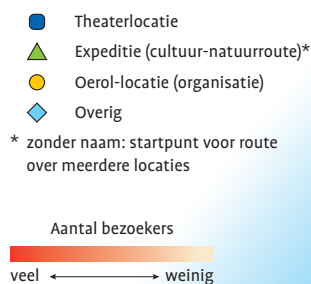 Theaterlocatie
Expeditie (cultuur-natuurroute)*
Oerol-locatie (organisatie)
Overig
* zonder naam: startpunt voor route
over meerdere locaties
Aantal bezoekers
veel weinig